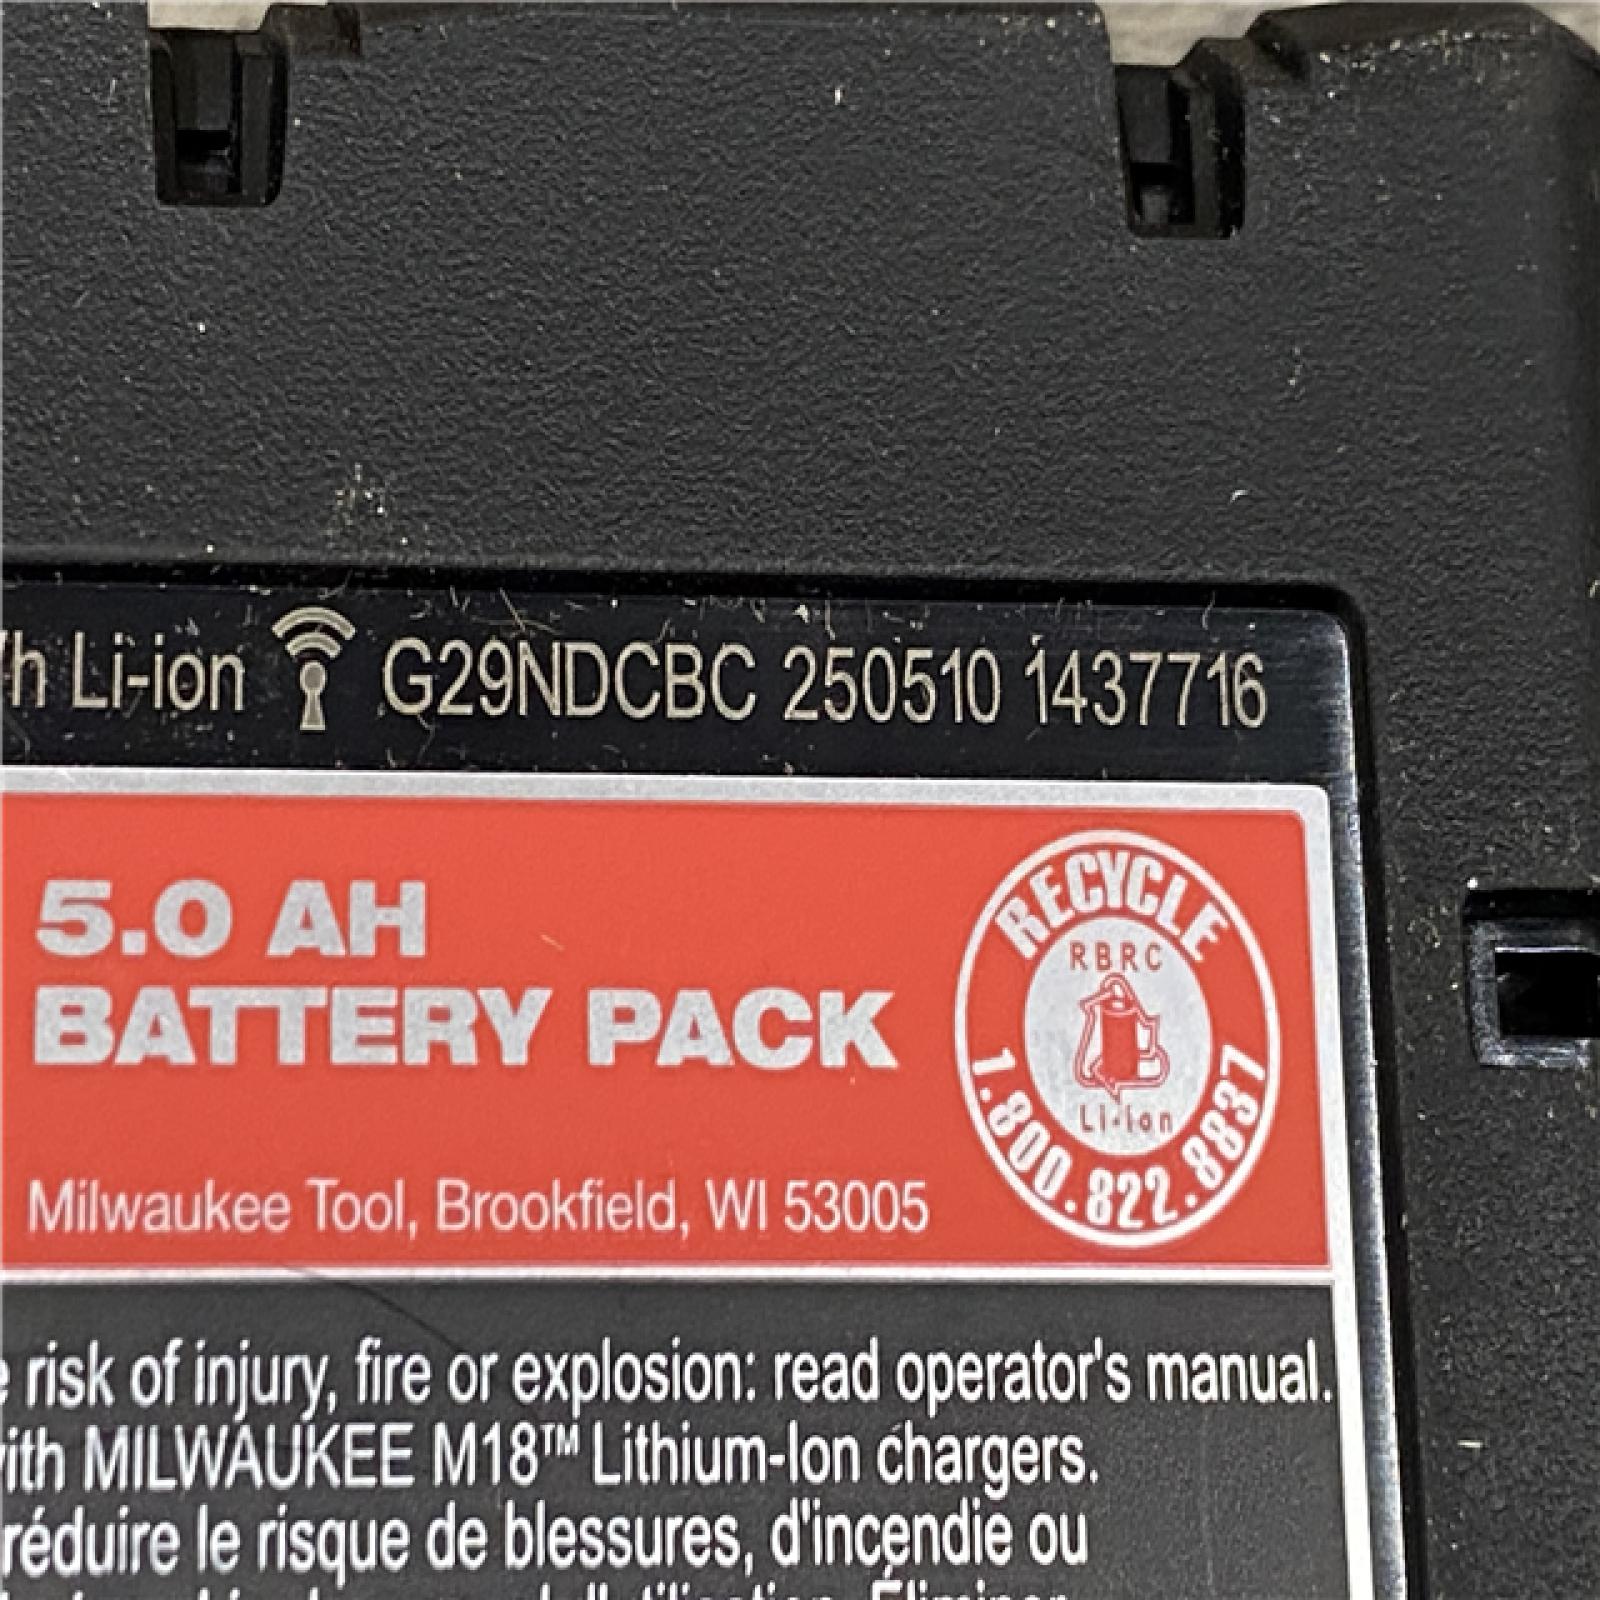 Li-ion G29NDCBC 250510 1437716
5.0 AH
BATTERY PACK
Milwaukee Tool, Brookfield, WI 53005
RECYCLE
RBRC
Li-ion
1.800.822.8837
risk of injury, fire or explosion: read operator's manual.
with MILWAUKEE M18™ Lithium-Ion chargers.
réduire le risque de blessures, d'incendie ou
d'utilisation. Éliminer